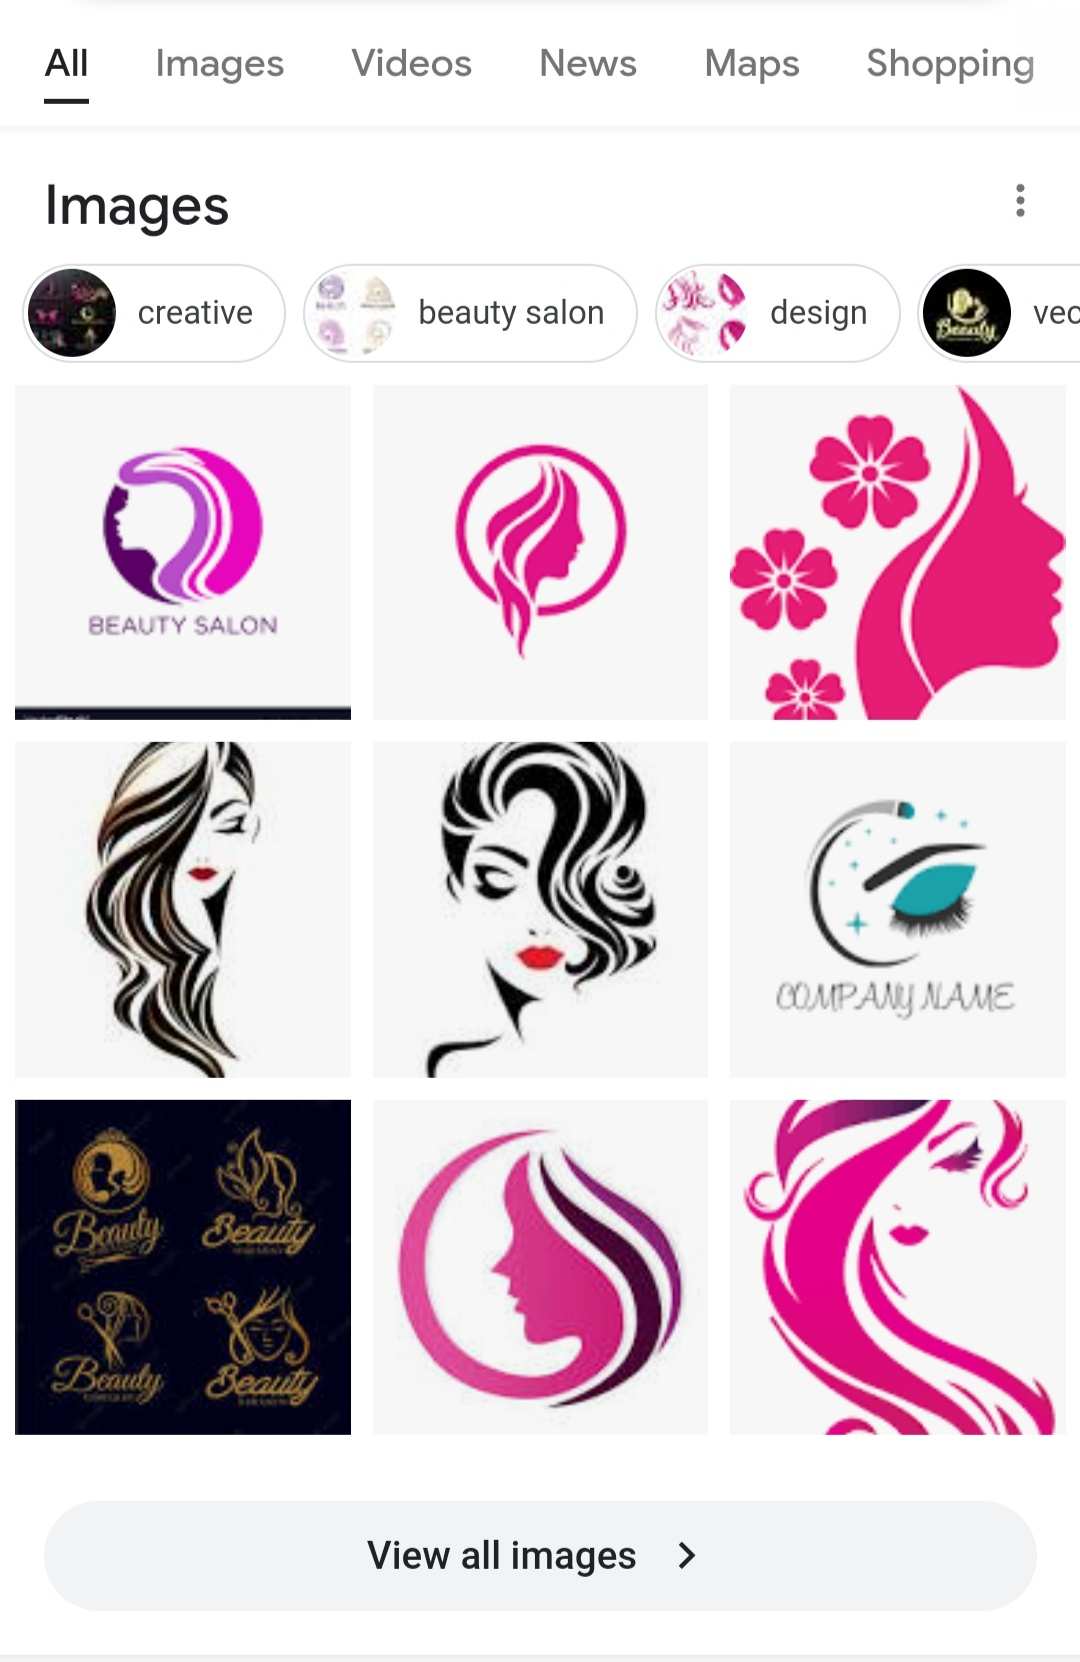 All Images Videos News Maps Shopping
Images
creative beauty salon design vec
Beauty
BEAUTY SALON
COMPANY NAME
Beauty Beauty
Beauty Beauty
View all images